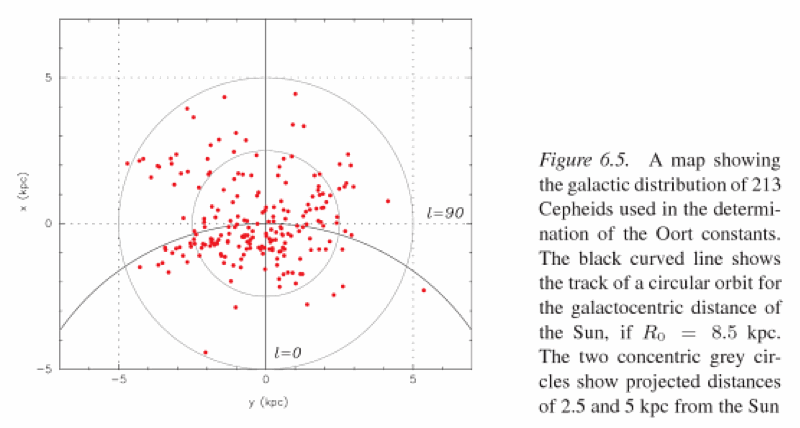 5
x (kpc)
0
l=90
-5
l=0
-5
0
5
y (kpc)
Figure 6.5. A map showing
the galactic distribution of 213
Cepheids used in the determi-
nation of the Oort constants.
The black curved line shows
the track of a circular orbit for
the galactocentric distance of
the Sun, if R₀ = 8.5 kpc.
The two concentric grey cir-
cles show projected distances
of 2.5 and 5 kpc from the Sun